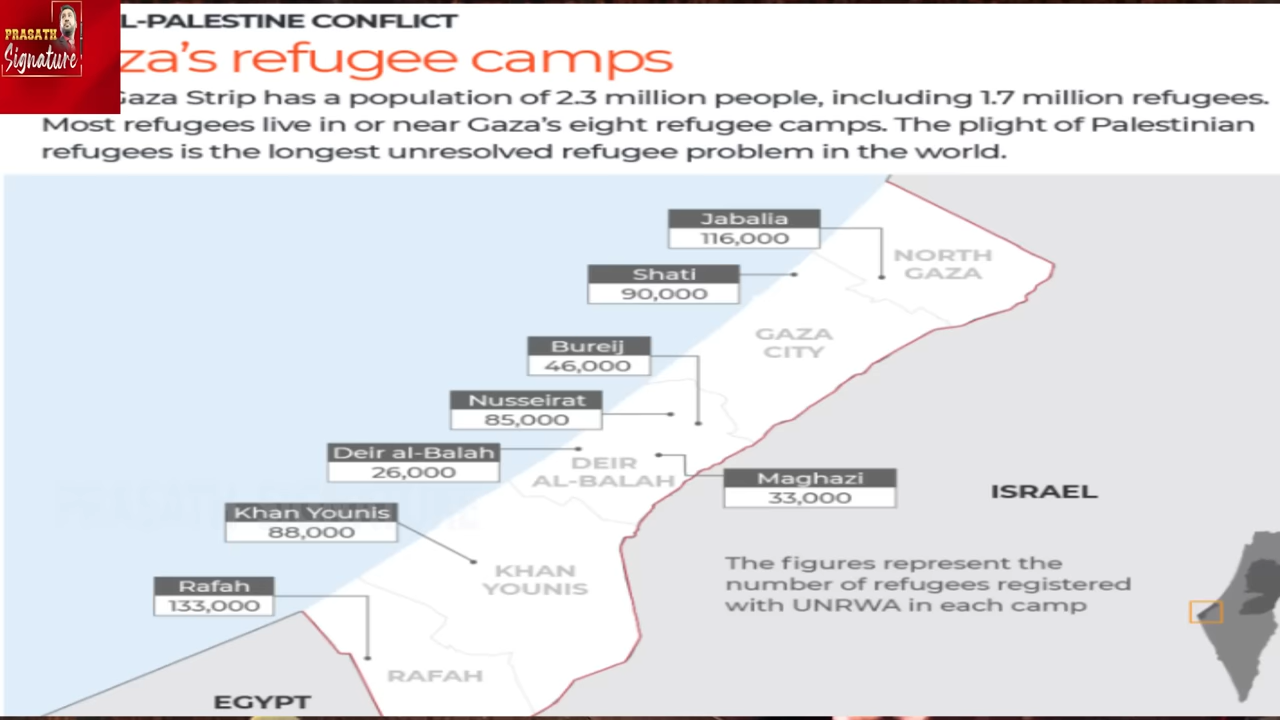 PRASATH
Signature
L-PALESTINE CONFLICT
za's refugee camps
Gaza Strip has a population of 2.3 million people, including 1.7 million refugees.
Most refugees live in or near Gaza's eight refugee camps. The plight of Palestinian
refugees is the longest unresolved refugee problem in the world.
Jabalia
116,000
NORTH
GAZA
Shati
90,000
GAZA
CITY
Bureij
46,000
Nusseirat
85,000
Deir al-Balah
26,000
DEIR
AL-BALAH
Maghazi
33,000
ISRAEL
Khan Younis
88,000
KHAN
YOUNIS
The figures represent the
number of refugees registered
with UNRWA in each camp
Rafah
133,000
RAFAH
EGYPT